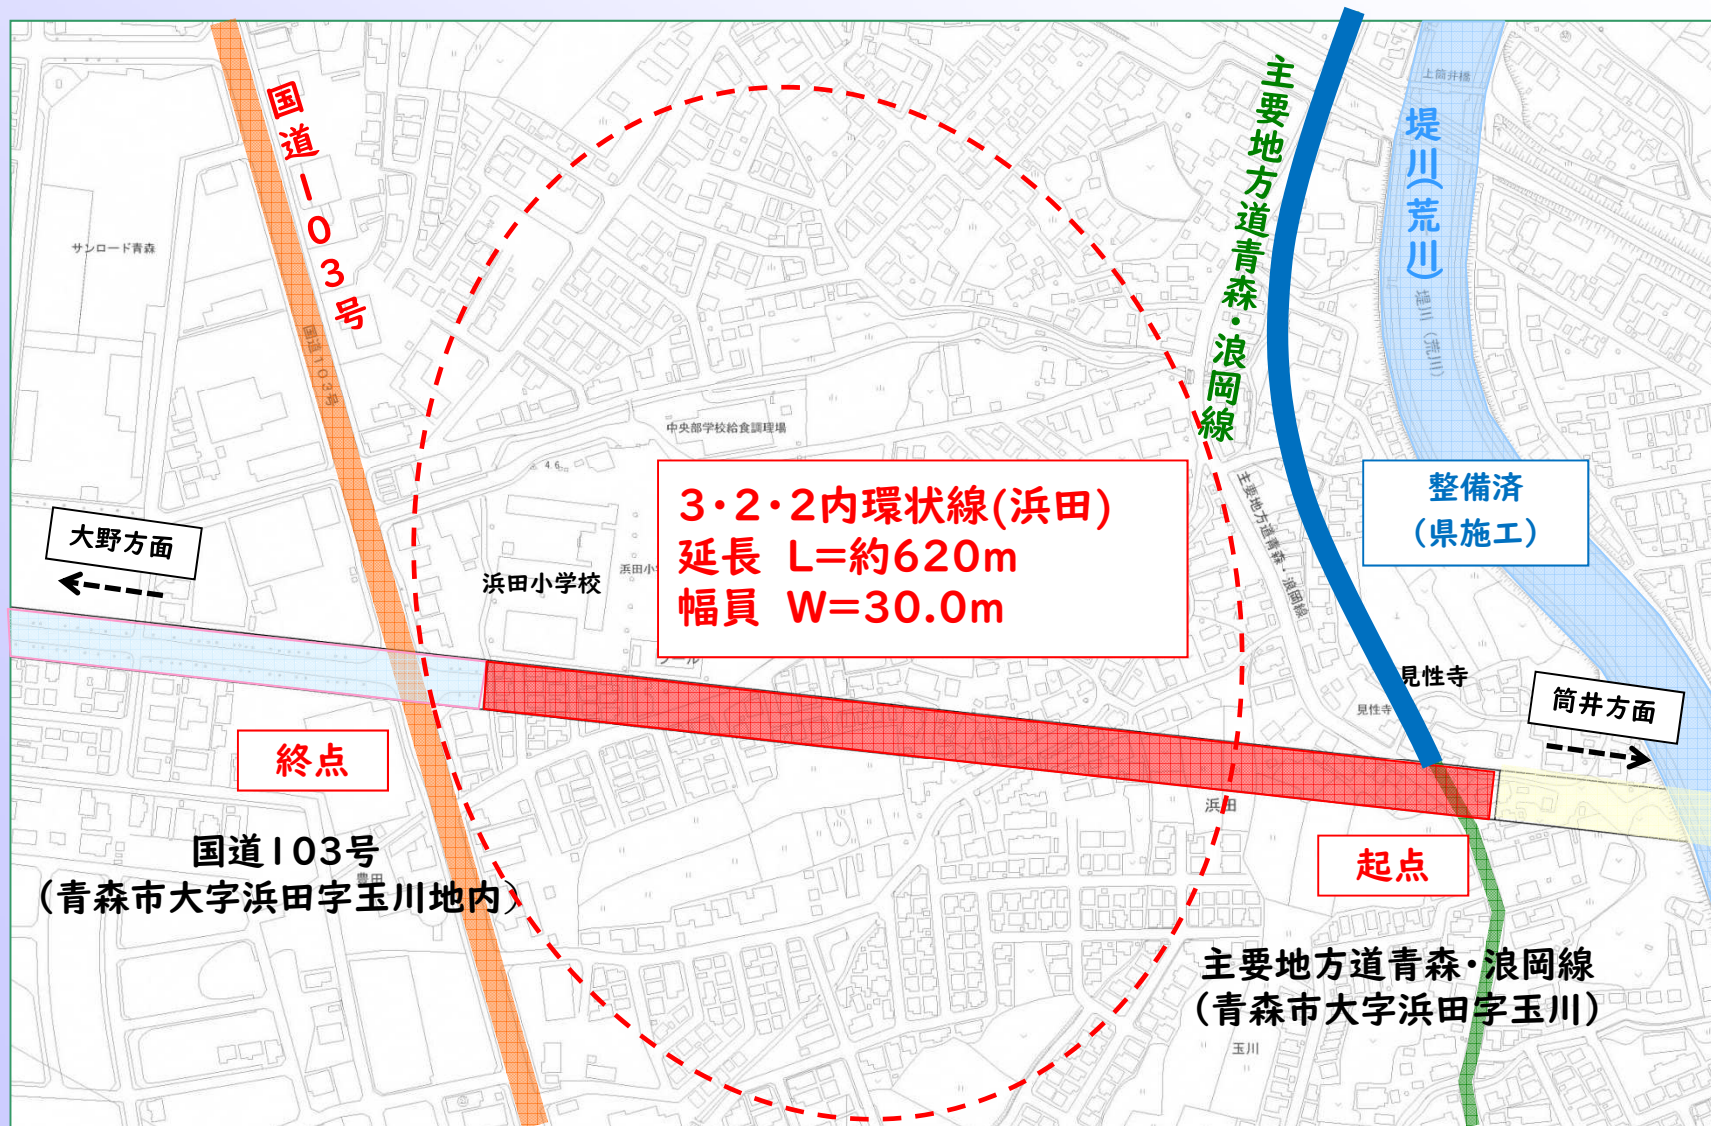 上筒井橋
国道103号
主要地方道青森・浪岡線
堤川(荒川)
サンロード青森
堤川(荒川)
国道103号
中央部学校給食調理場
4.6
3・2・2内環状線(浜田)
延長 L=約620m
幅員 W=30.0m
整備済
(県施工)
主要地方道青森・浪岡線
大野方面
浜田小学校
浜田小
プール
見性寺
見性寺
筒井方面
終点
浜田
国道103号
(青森市大字浜田字玉川地内)
豊田
起点
主要地方道青森・浪岡線
(青森市大字浜田字玉川)
玉川